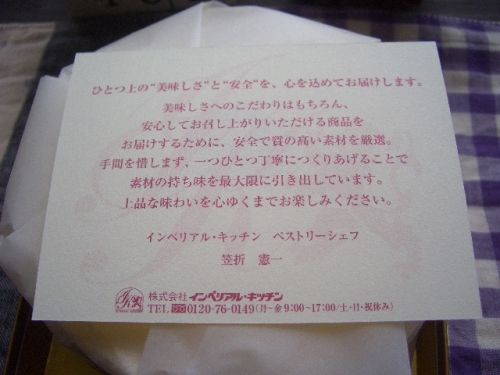 ひとつ上の“美味しさ”と“安全”を、心を込めてお届けします。
美味しさへのこだわりはもちろん、
安心してお召し上がりいただける商品を
お届けするために、安全で質の高い素材を厳選。
手間を惜しまず、一つひとつ丁寧につくりあげることで
素材の持ち味を最大限に引き出しています。
上品な味わいを心ゆくまでお楽しみください。
インペリアル・キッチン ペストリーシェフ
笠折 憲一
株式会社 インペリアル・キッチン
TEL 0120-76-0149(月~金 9:00~17:00/土・日・祝休み)